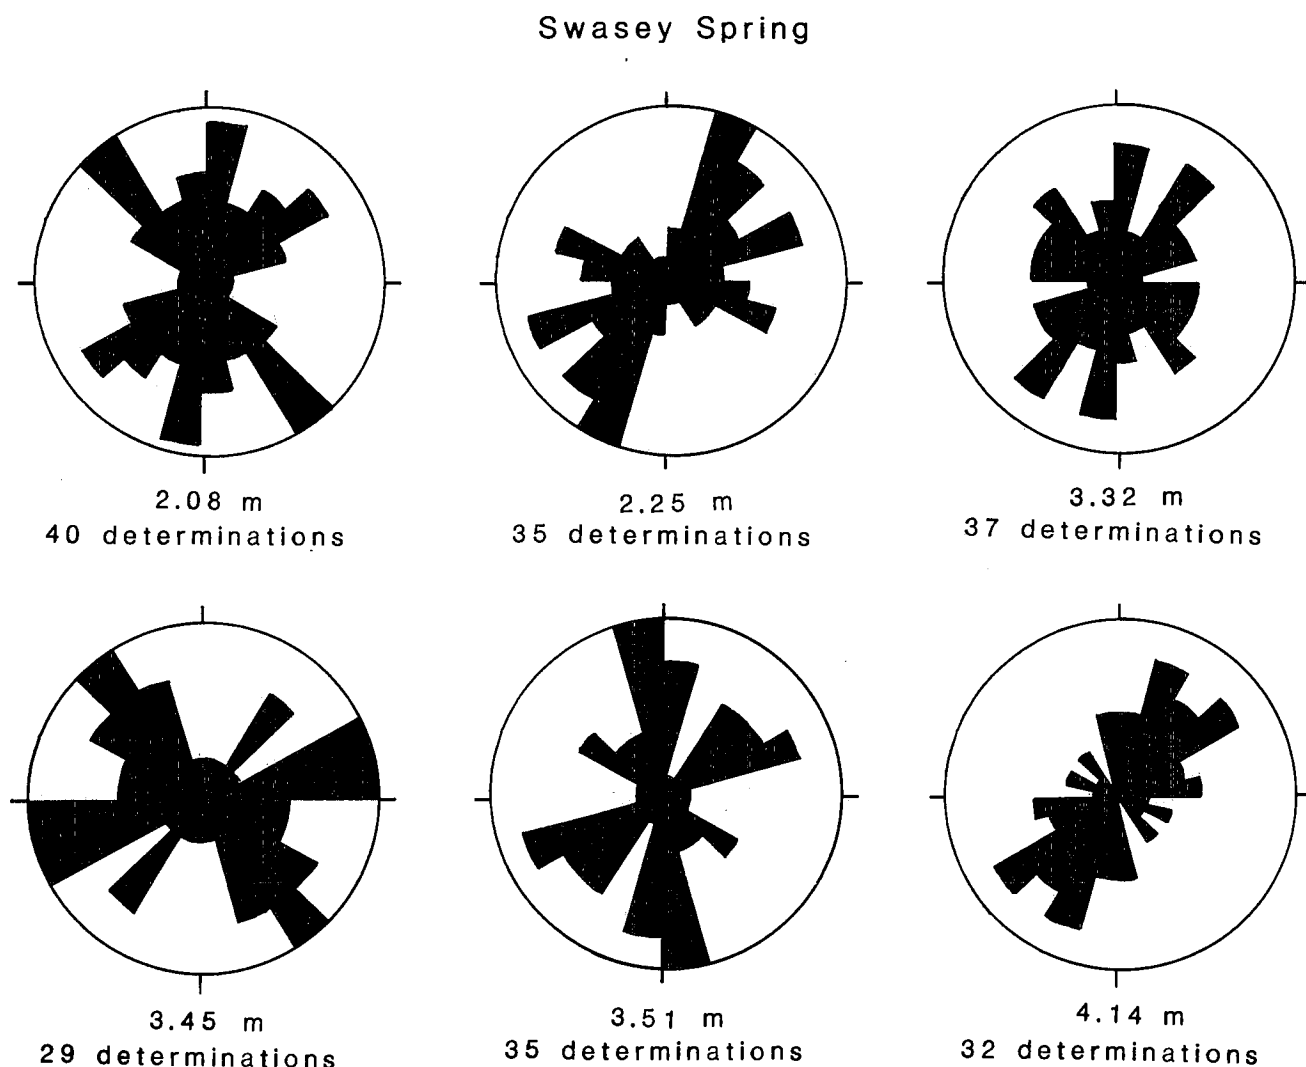 Swasey Spring
2.08 m
40 determinations
2.25 m
35 determinations
3.32 m
37 determinations
3.45 m
29 determinations
3.51 m
35 determinations
4.14 m
32 determinations